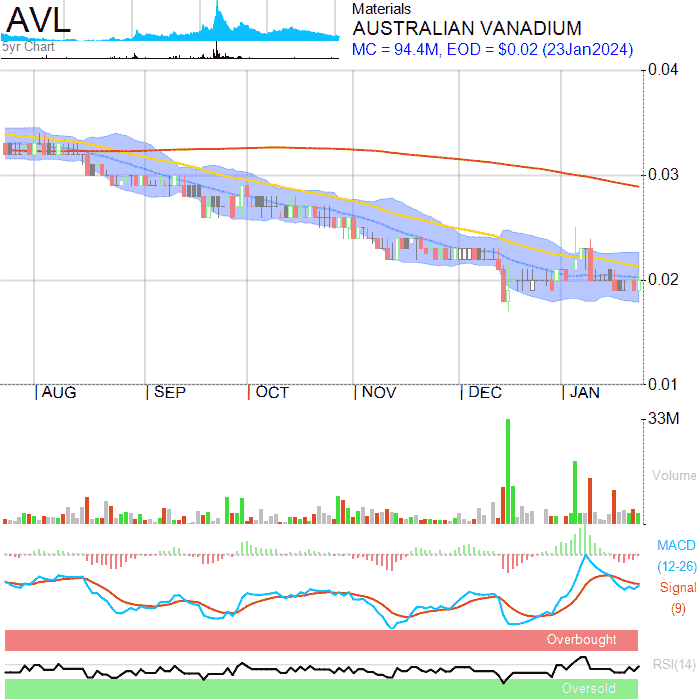 AVL
5yr Chart
Materials
AUSTRALIAN VANADIUM
MC = 94.4M, EOD = $0.02 (23Jan2024)
0.04
0.03
0.02
0.01
AUG SEP OCT NOV DEC JAN
33M
Volume
MACD
(12-26)
Signal
(9)
Overbought
RSI(14)
Oversold